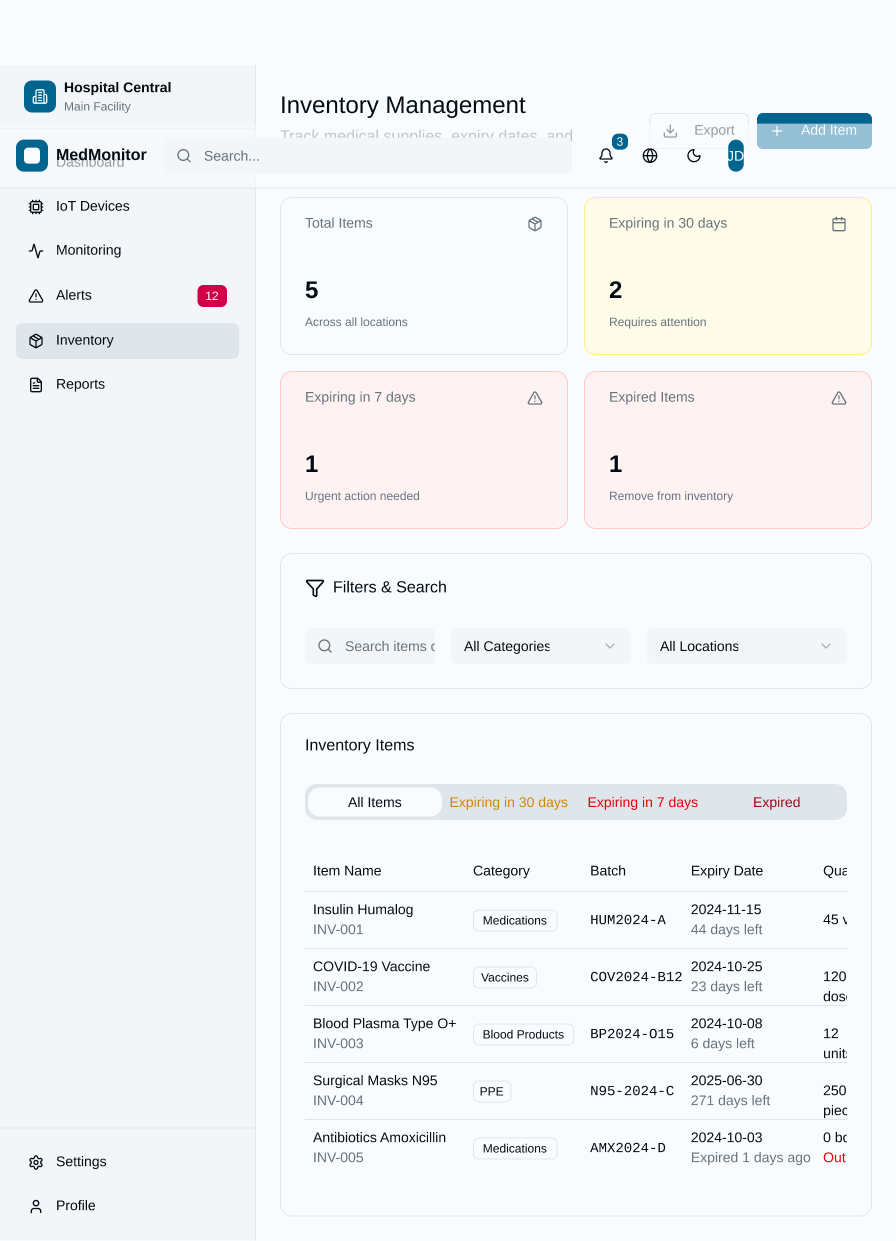 Hospital Central
Main Facility
Inventory Management
Track medical supplies, expiry dates, and
Export
Add Item
MedMonitor
Dashboard
Search...
3
JD
IoT Devices
Monitoring
Alerts
12
Inventory
Reports
Total Items
5
Across all locations
Expiring in 30 days
2
Requires attention
Expiring in 7 days
1
Urgent action needed
Expired Items
1
Remove from inventory
Filters & Search
Search items
All Categories
All Locations
Inventory Items
All Items
Expiring in 30 days
Expiring in 7 days
Expired
Item Name Category Batch Expiry Date Qua
Insulin Humalog
INV-001
Medications
HUM2024-A
2024-11-15
44 days left
45 v
COVID-19 Vaccine
INV-002
Vaccines
COV2024-B12
2024-10-25
23 days left
120
dos
Blood Plasma Type O+
INV-003
Blood Products
BP2024-O15
2024-10-08
6 days left
12
units
Surgical Masks N95
INV-004
PPE
N95-2024-C
2025-06-30
271 days left
250
piec
Antibiotics Amoxicillin
INV-005
Medications
AMX2024-D
2024-10-03
Expired 1 days ago
0 bo
Out
Settings
Profile